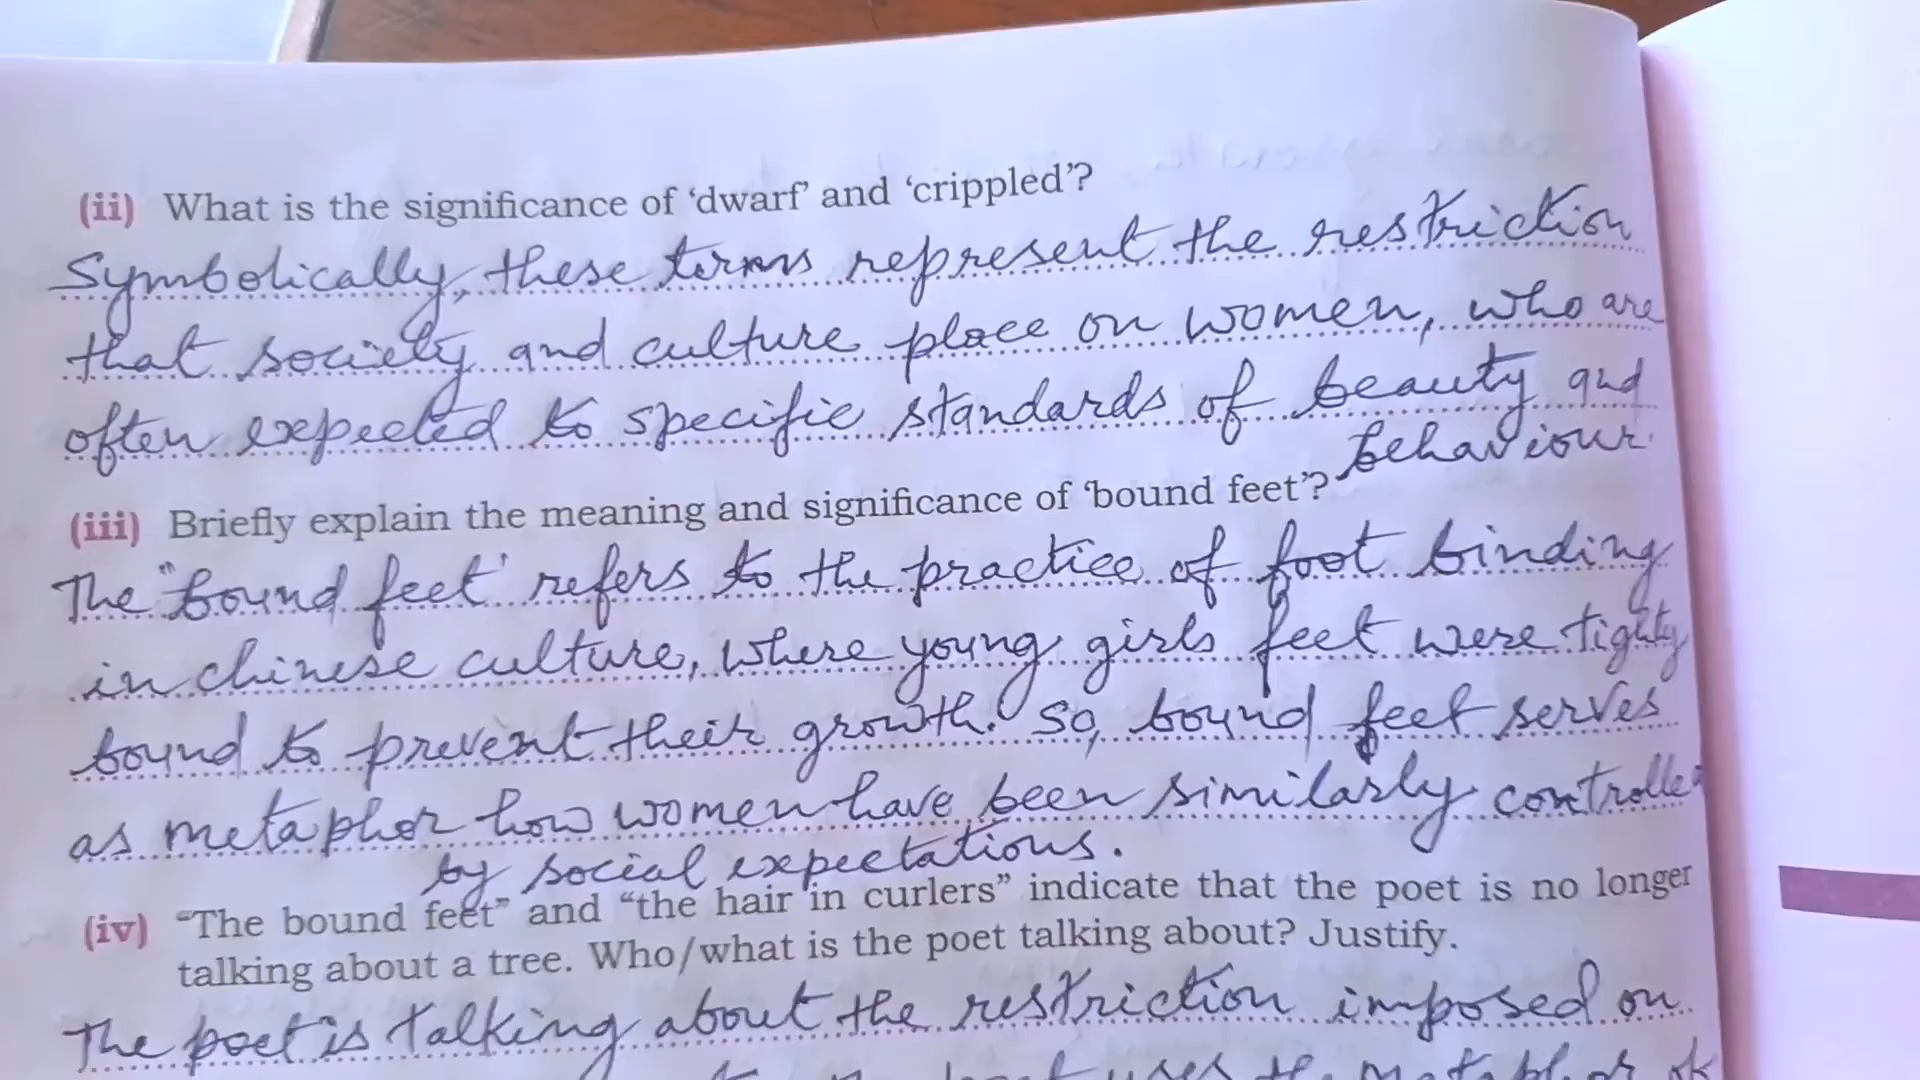 (ii) What is the significance of 'dwarf' and 'crippled'?
Symbolically, these terms represent the restriction
that society and culture place on women, who are
often expected to specific standards of beauty and
behaviour.
(iii) Briefly explain the meaning and significance of 'bound feet'?
The "bound feet' refers to the practice of foot binding
in chinese culture, where young girls feet were tighty
bound to prevent their growth. So, bound feet serves
as metaphor how women have been similarly controlled
by social expectations.
(iv) "The bound feet" and "the hair in curlers" indicate that the poet is no longer
talking about a tree. Who/what is the poet talking about? Justify.
The poet is talking about the restriction imposed on
uses the metaphor of